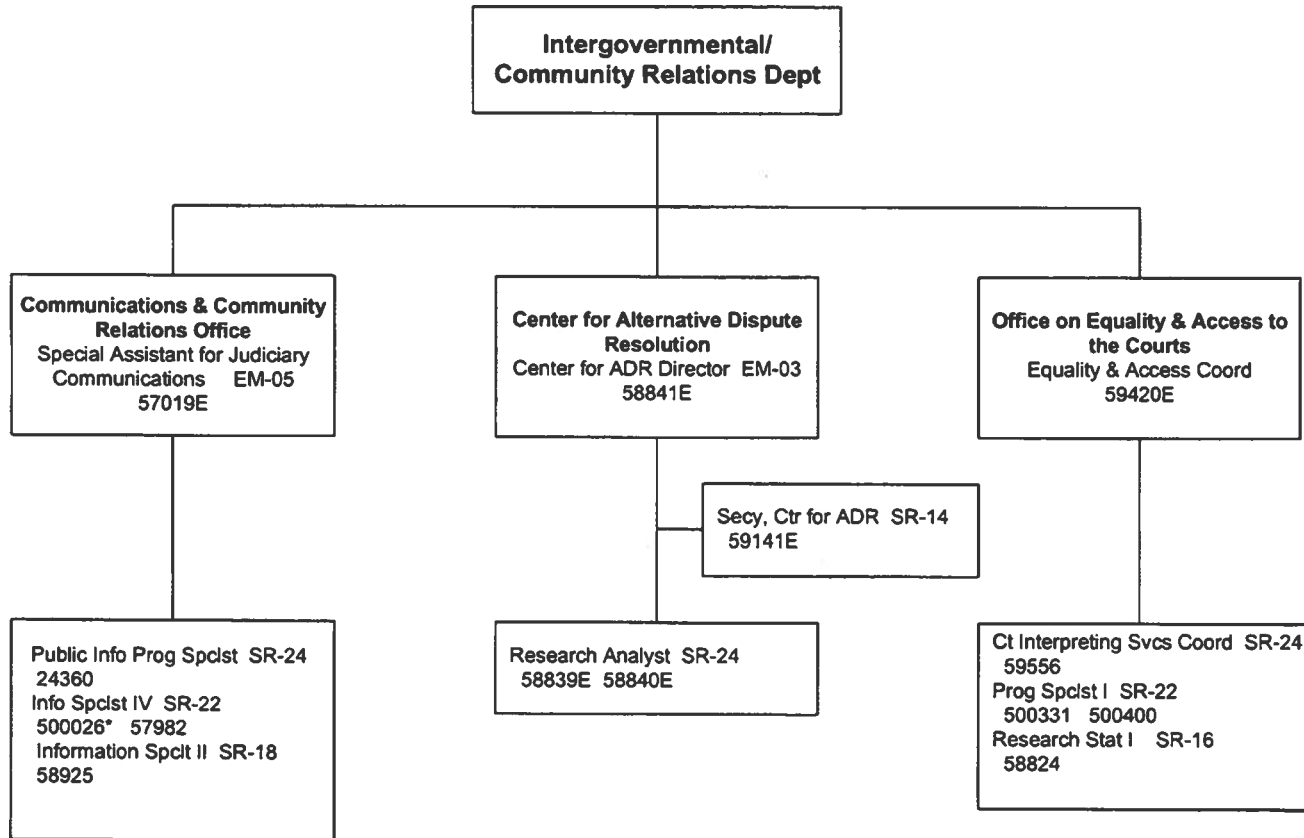 Intergovernmental/
Community Relations Dept
Communications & Community
Relations Office
Special Assistant for Judiciary
Communications EM-05
57019E
Center for Alternative Dispute
Resolution
Center for ADR Director EM-03
58841E
Office on Equality & Access to
the Courts
Equality & Access Coord
59420E
Secy, Ctr for ADR SR-14
59141E
Public Info Prog Spclst SR-24
24360
Info Spclst IV SR-22
500026* 57982
Information Spclt II SR-18
58925
Research Analyst SR-24
58839E 58840E
Ct Interpreting Svcs Coord SR-24
59556
Prog Spclst I SR-22
500331 500400
Research Stat I SR-16
58824